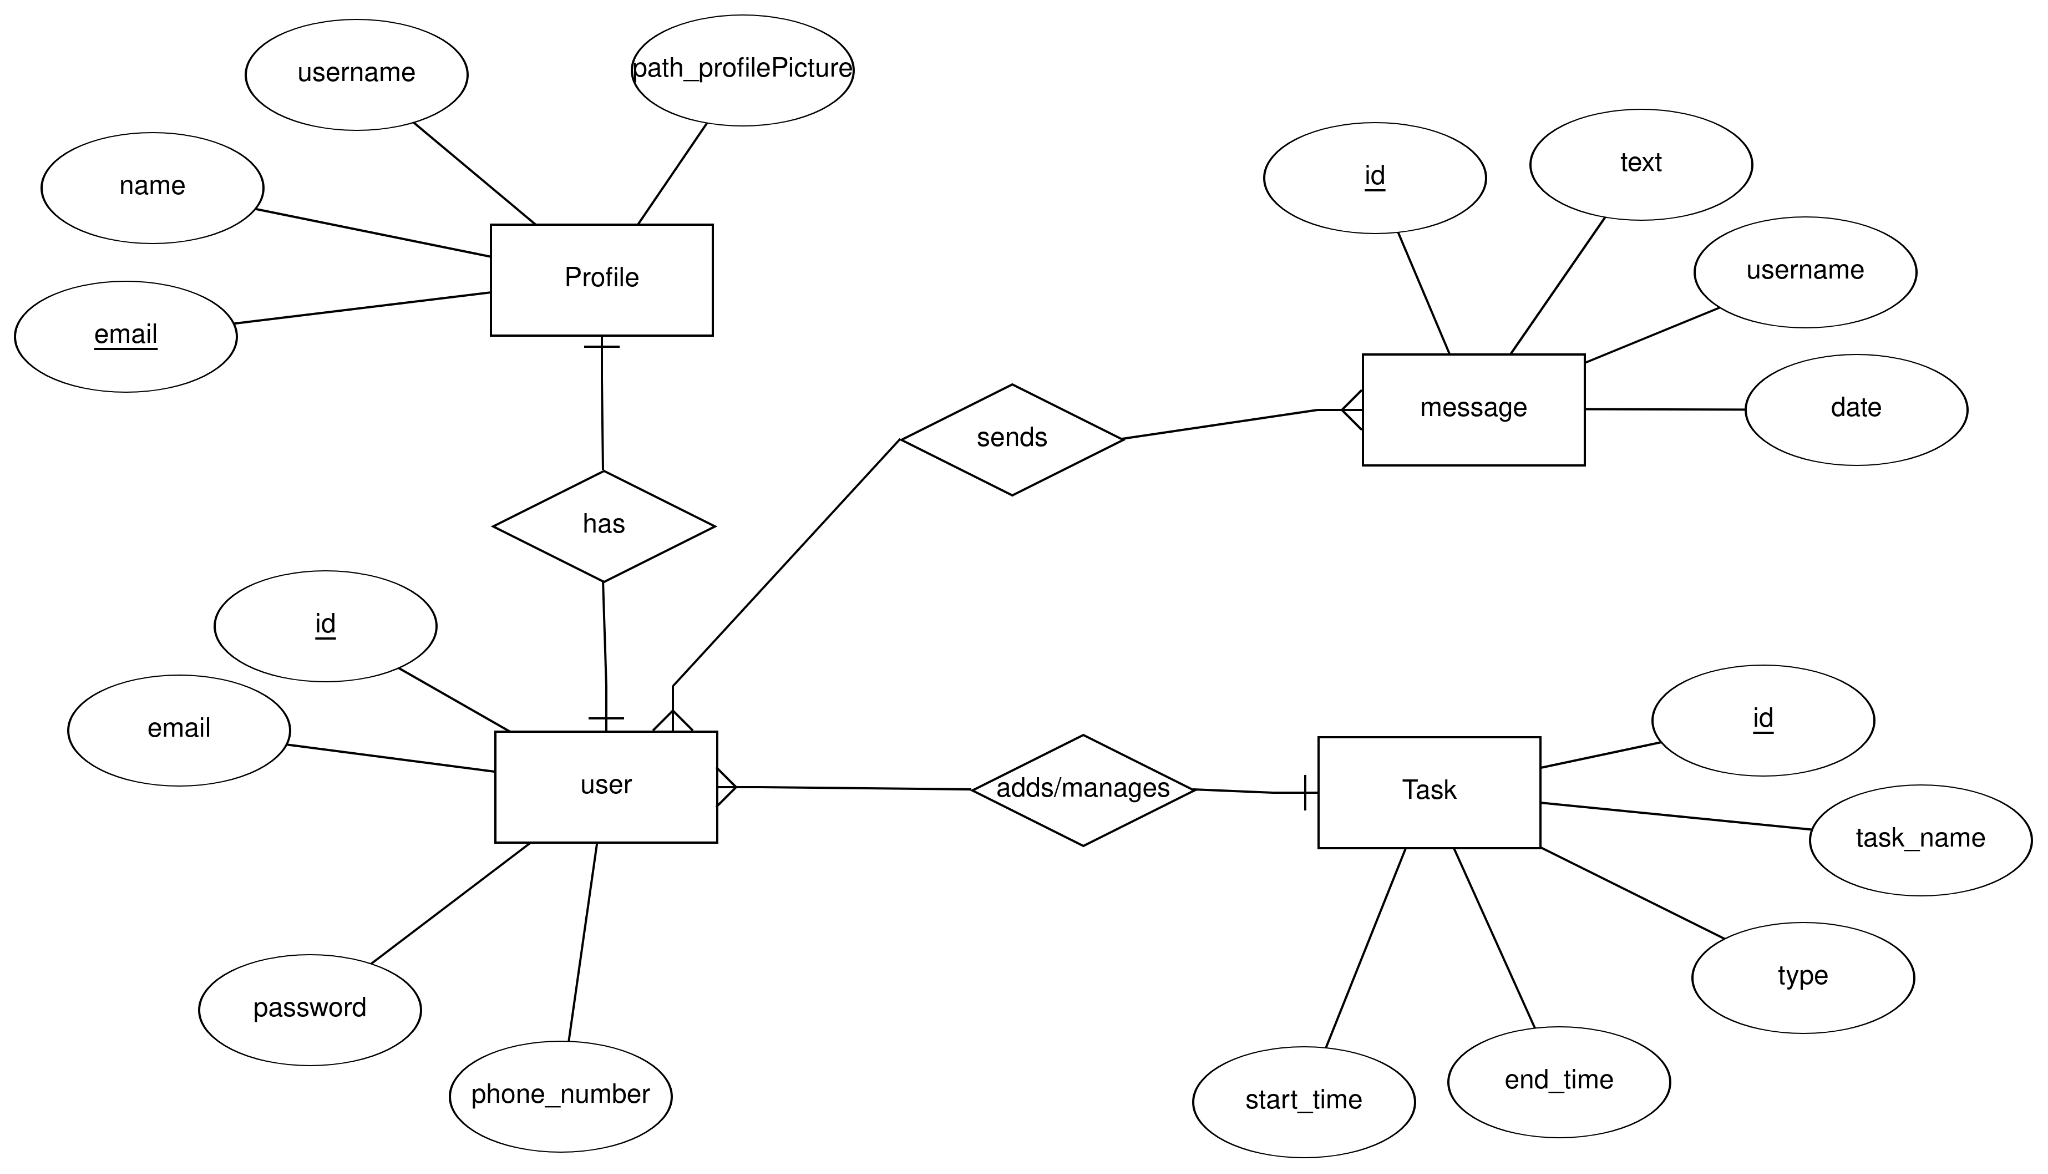 username
path_profilePicture
name
Profile
email
id
text
username
message
date
sends
has
id
email
user
adds/manages
Task
id
task_name
type
password
phone_number
start_time
end_time